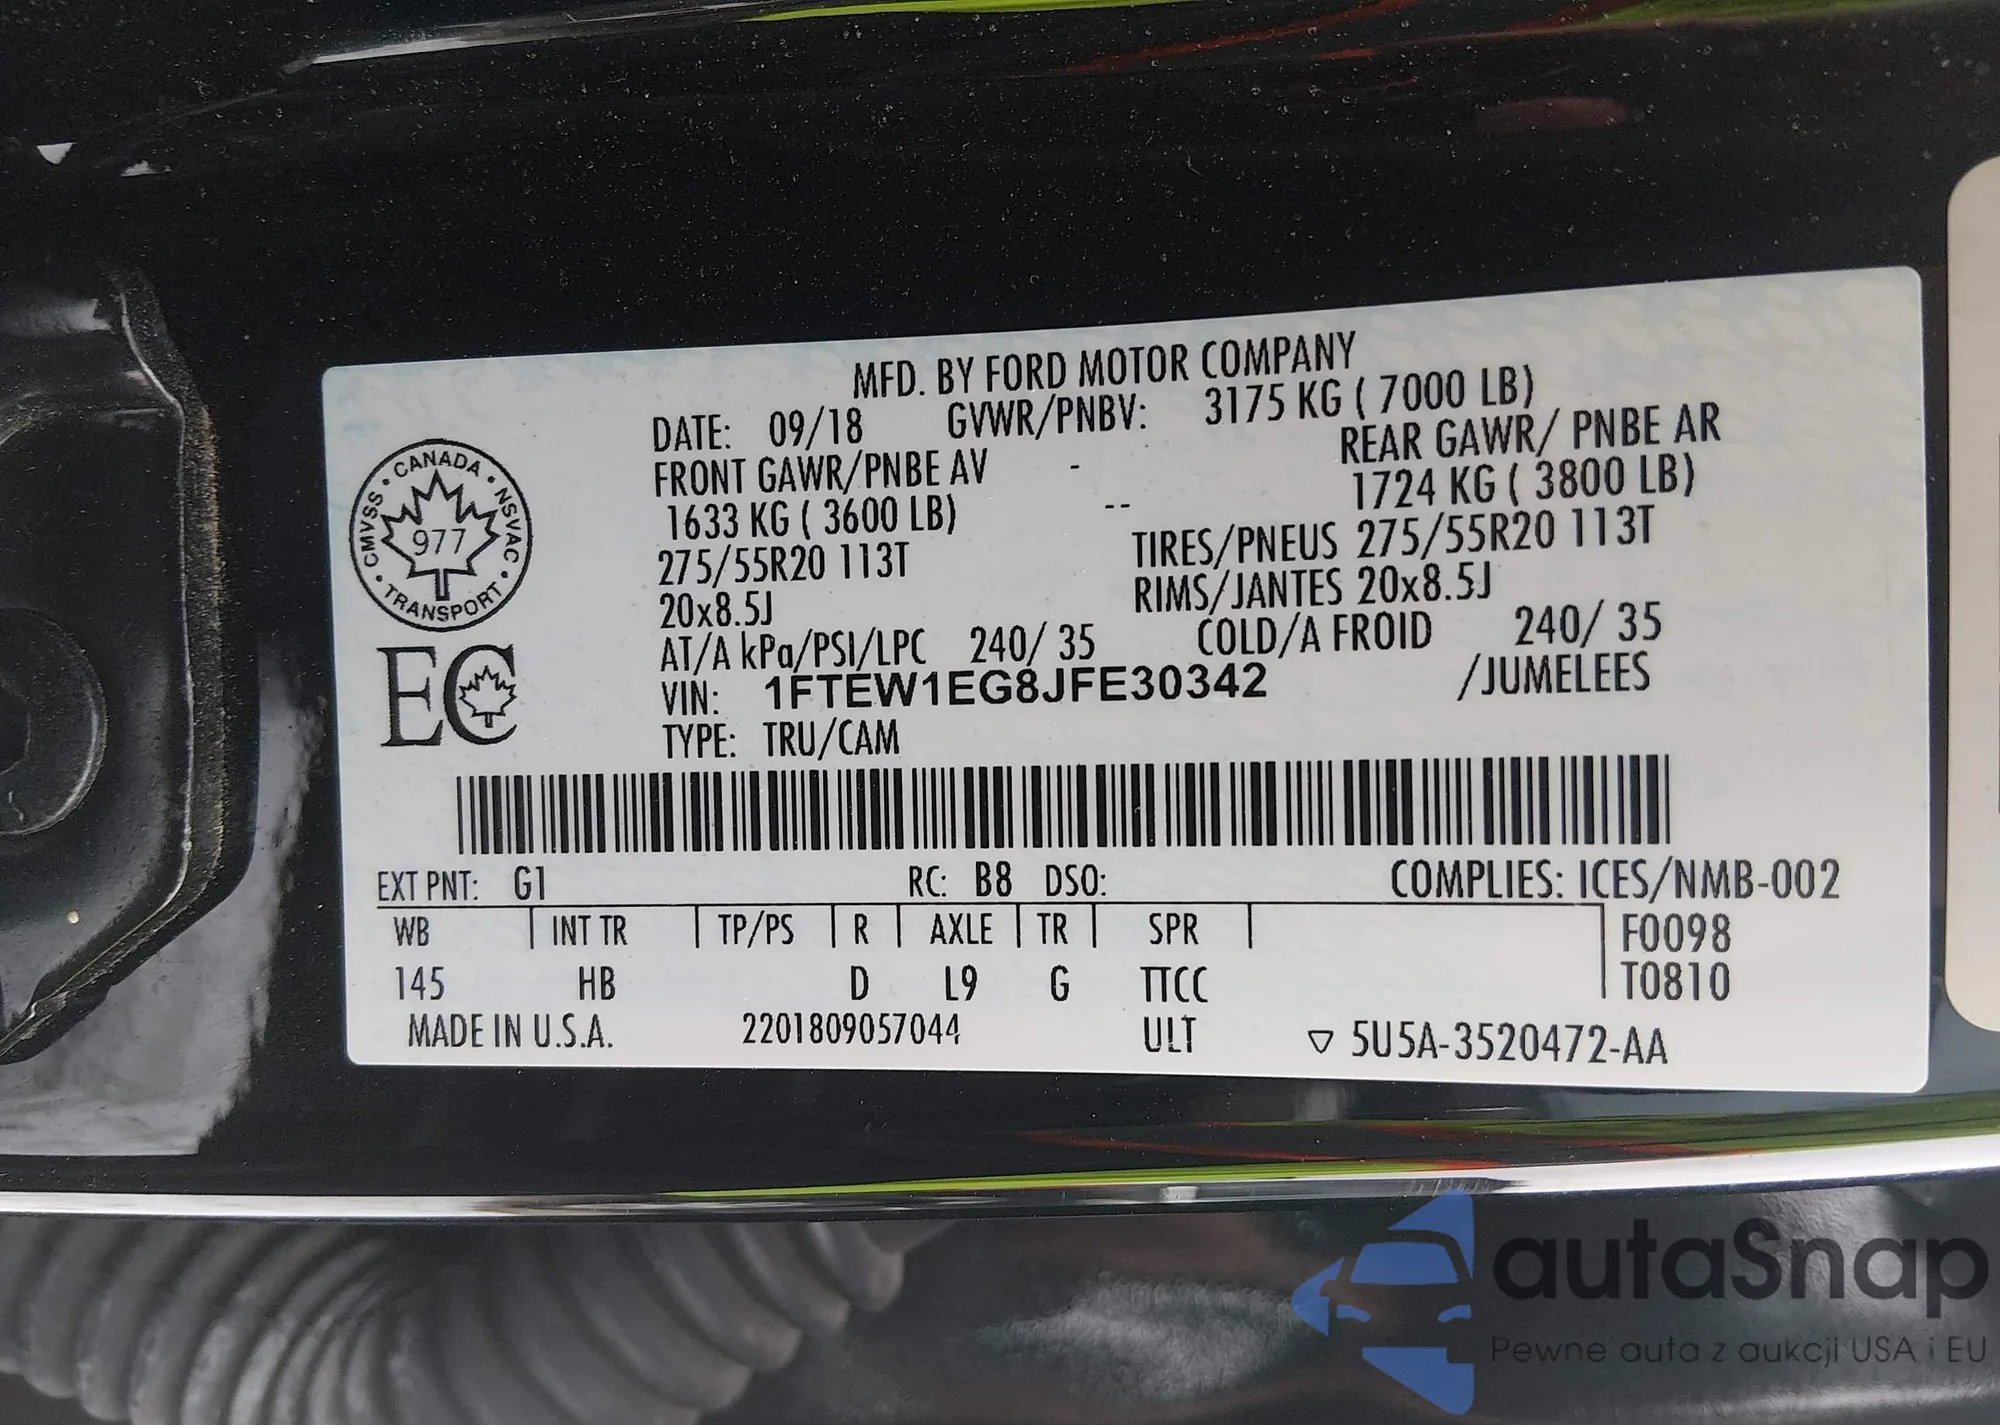 MFD. BY FORD MOTOR COMPANY
DATE: 09/18 GVWR/PNBV: 3175 KG ( 7000 LB)
FRONT GAWR/PNBE AV - REAR GAWR/ PNBE AR
1633 KG ( 3600 LB) -- 1724 KG ( 3800 LB)
275/55R20 113T TIRES/PNEUS 275/55R20 113T
20x8.5J RIMS/JANTES 20x8.5J
AT/A kPa/PSI/LPC 240/ 35 COLD/A FROID 240/ 35
VIN: 1FTEW1EG8JFE30342 /JUMELEES
TYPE: TRU/CAM
CANADA · NSVAC · TRANSPORT · CMVSS ·
977
EC
EXT PNT: G1 RC: B8 DSO: COMPLIES: ICES/NMB-002
WB INT TR TP/PS R AXLE TR SPR F0098
145 HB D L9 G TTCC T0810
MADE IN U.S.A. 2201809057044 ULT ▽ 5U5A-3520472-AA
autaSnap
Pewne auta z aukcji USA i EU